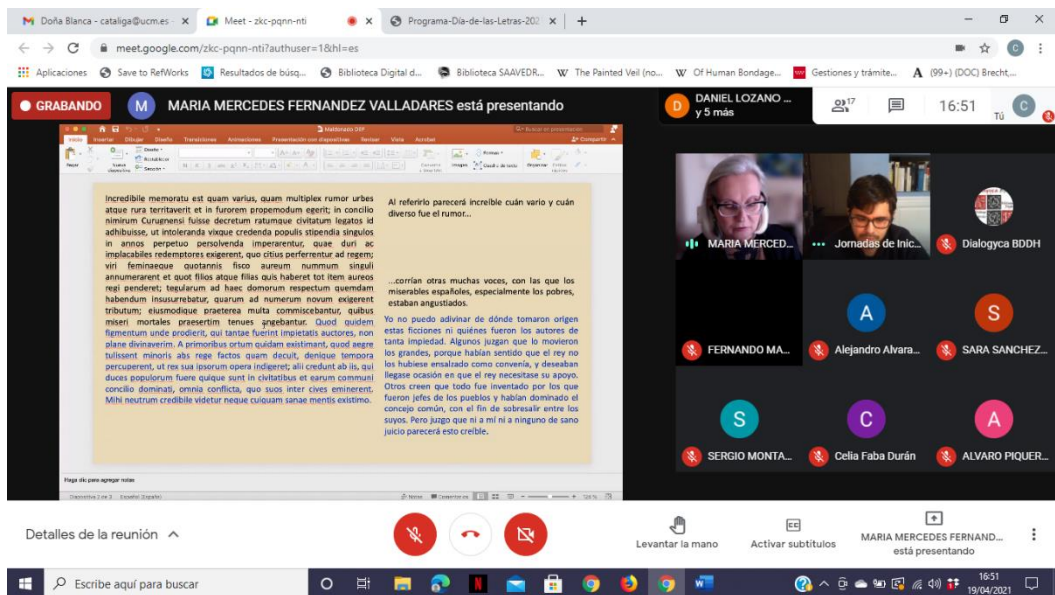 Doña Blanca - cataliga@ucm.es
Meet - zkc-pqnn-nti
Programa-Día-de-las-Letras-202
meet.google.com/zkc-pqnn-nti?authuser=1&hl=es
Aplicaciones
Save to RefWorks
Resultados de búsq...
Biblioteca Digital d...
Biblioteca SAAVEDR...
The Painted Veil (no...
Of Human Bondage...
Gestiones y trámite...
(99+) (DOC) Brecht,...
GRABANDO
M
MARIA MERCEDES FERNANDEZ VALLADARES está presentando
D
DANIEL LOZANO ...
y 5 más
17
16:51
Tú
C
Inicio Insertar Dibujar Diseño Transiciones Animaciones Presentación con diapositivas Revisar Vista Acrobat
Compartir
Incredibile memoratu est quam varius, quam multiplex rumor urbes
atque rura territaverit et in furorem propemodum egerit; in concilio
nimirum Curugnensi fuisse decretum ratumque civitatum legatos id
adhibuisse, ut intoleranda vixque credenda populis stipendia singulos
in annos perpetuo persolvenda imperarentur, quae duri ac
implacabiles redemptores exigerent, quo citius perferrentur ad regem;
viri feminaeque quotannis fisco aureum nummum singuli
annumerarent et quot filios atque filias quis haberet tot item aureos
regi penderet; tegularum ad haec domorum respectum quemdam
habendum insusurrebatur, quarum ad numerum novum exigerent
tributum; eiusmodique praeterea multa commiscebantur, quibus
miseri mortales praesertim tenues angebantur. Quod quidem
figmentum unde prodierit, qui tantae fuerint impietatis auctores, non
plane divinaverim. A primoribus ortum quidam existimant, quod aegre
tulissent minoris abs rege factos quam decuit, denique tempora
percuperent, ut rex sua ipsorum opera indigeret; alii credunt ab iis, qui
duces populorum fuere quique sunt in civitatibus et earum communi
concilio dominati, omnia conflicta, quo suos inter cives eminerent.
Mihi neutrum credibile videtur neque cuiquam sanae mentis existimo.
Al referirlo parecerá increíble cuán vario y cuán
diverso fue el rumor...
...corrían otras muchas voces, con las que los
miserables españoles, especialmente los pobres,
estaban angustiados.
Yo no puedo adivinar de dónde tomaron origen
estas ficciones ni quiénes fueron los autores de
tanta impiedad. Algunos juzgan que lo movieron
los grandes, porque habían sentido que el rey no
los hubiese ensalzado como convenía, y deseaban
llegase ocasión en que el rey necesitase su apoyo.
Otros creen que todo fue inventado por los que
fueron jefes de los pueblos y habían dominado el
concejo común, con el fin de sobresalir entre los
suyos. Pero juzgo que ni a mí ni a ninguno de sano
juicio parecerá esto creíble.
Haga clic para agregar notas
MARIA MERCED...
Jornadas de Inic...
Dialogyca BDDH
FERNANDO MA...
A
Alejandro Alvara...
S
SARA SANCHEZ...
S
SERGIO MONTA...
C
Celia Faba Durán
A
ALVARO PIQUER...
Detalles de la reunión
Levantar la mano
Activar subtítulos
MARIA MERCEDES FERNAND...
está presentando
Escribe aquí para buscar
16:51
19/04/2021